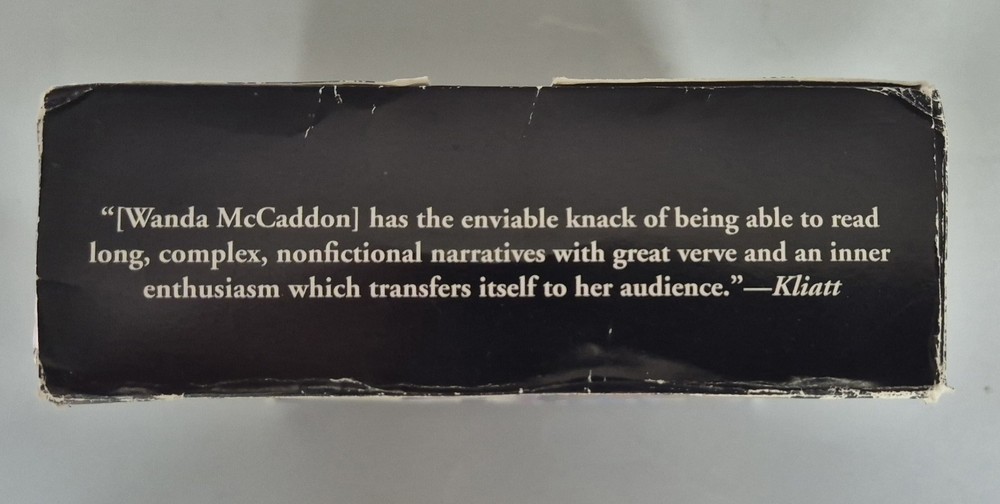 “[Wanda McCaddon] has the enviable knack of being able to read
long, complex, nonfictional narratives with great verve and an inner
enthusiasm which transfers itself to her audience.”—Kliatt